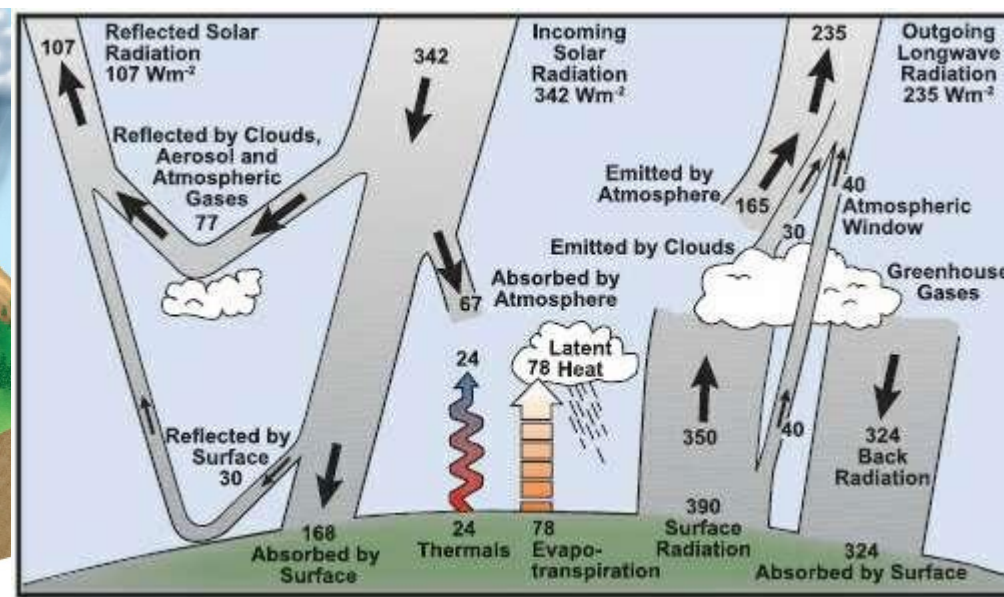 107
Reflected Solar
Radiation
107 Wm-2
342
Incoming
Solar
Radiation
342 Wm-2
235
Outgoing
Longwave
Radiation
235 Wm-2
Reflected by Clouds,
Aerosol and
Atmospheric
Gases
77
Emitted by
Atmosphere
165
40
Atmospheric
Window
30
Emitted by Clouds
Greenhouse
Gases
Absorbed by
Atmosphere
67
24
78
Latent
Heat
350
40
324
Back
Radiation
Reflected by
Surface
30
168
Absorbed by
Surface
24
Thermals
78
Evapo-
transpiration
390
Surface
Radiation
324
Absorbed by Surface